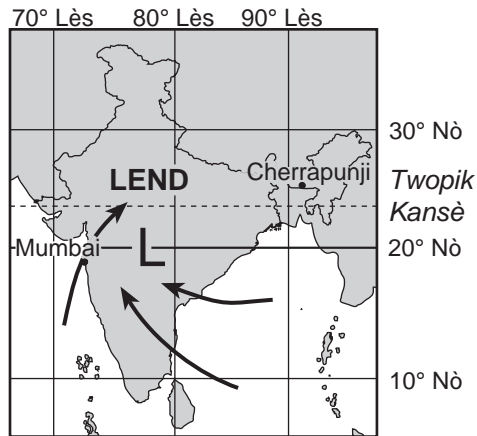 70° Lès 80° Lès 90° Lès
30° Nò
Cherrapunji
LEND
Twopik
Kansè
Mumbai
L
20° Nò
10° Nò